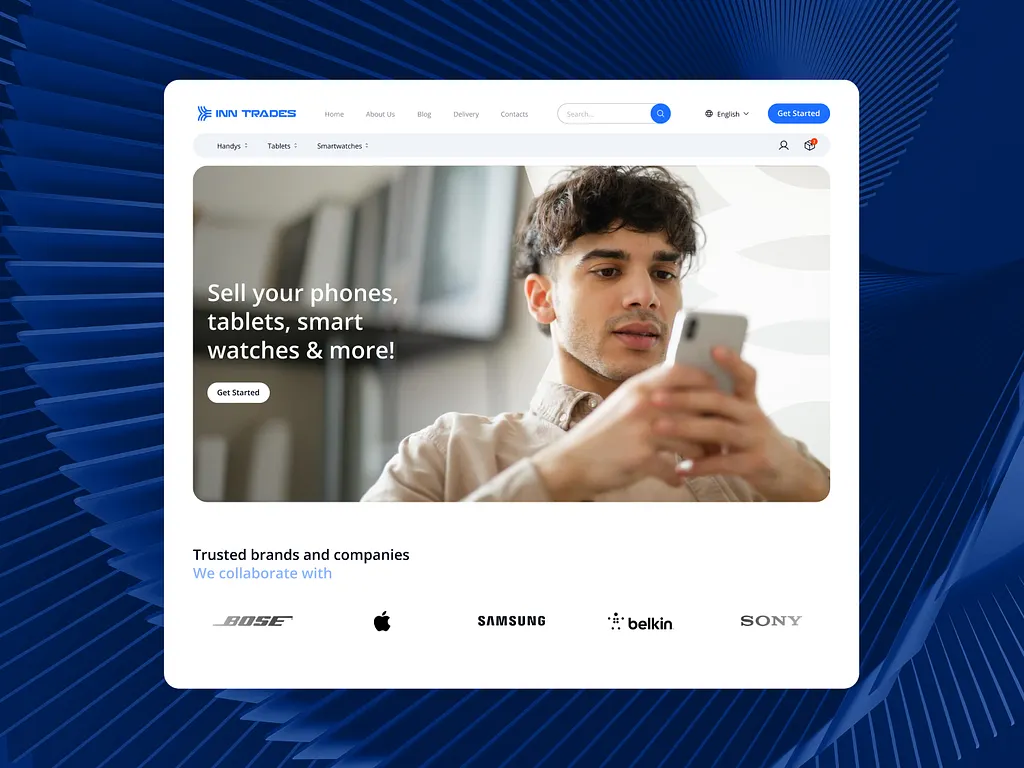 INN TRADES
Home About Us Blog Delivery Contacts
Search...
English
Get Started
Handys Tablets Smartwatches
Sell your phones,
tablets, smart
watches & more!
Get Started
Trusted brands and companies
We collaborate with
BOSE SAMSUNG belkin SONY